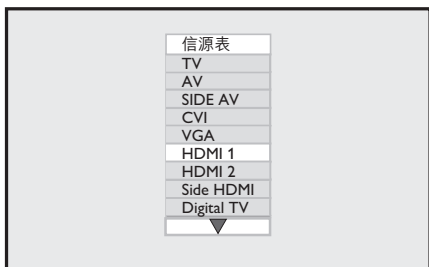 信源表
TV
AV
SIDE AV
CVI
VGA
HDMI 1
HDMI 2
Side HDMI
Digital TV